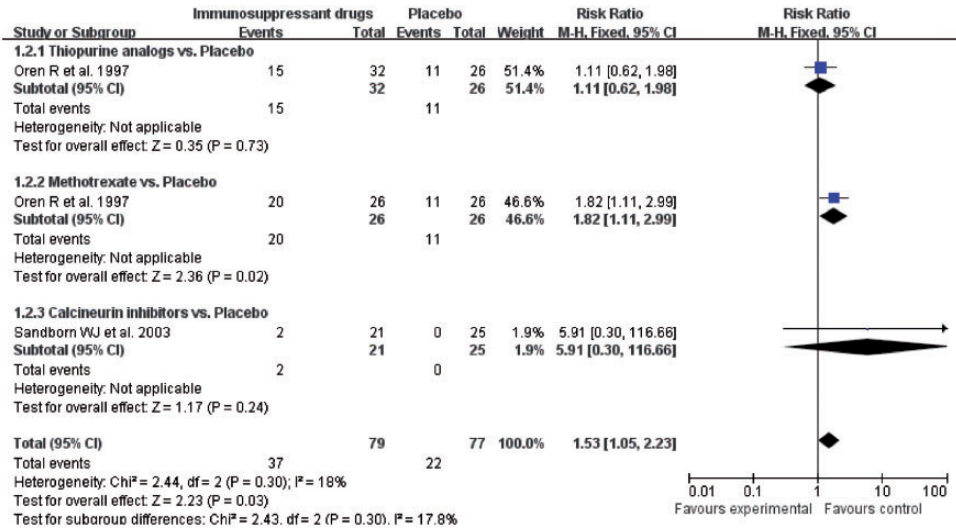 Immunosuppressant drugs Placebo Risk Ratio Risk Ratio
Study or Subgroup Events Total Events Total Weight M-H, Fixed, 95% CI M-H, Fixed, 95% CI
1.2.1 Thiopurine analogs vs. Placebo
Oren R et al. 1997 15 32 11 26 51.4% 1.11 [0.62, 1.98]
Subtotal (95% CI) 32 26 51.4% 1.11 [0.62, 1.98]
Total events 15 11
Heterogeneity: Not applicable
Test for overall effect: Z = 0.35 (P = 0.73)
1.2.2 Methotrexate vs. Placebo
Oren R et al. 1997 20 26 11 26 46.6% 1.82 [1.11, 2.99]
Subtotal (95% CI) 26 26 46.6% 1.82 [1.11, 2.99]
Total events 20 11
Heterogeneity: Not applicable
Test for overall effect: Z = 2.36 (P = 0.02)
1.2.3 Calcineurin inhibitors vs. Placebo
Sandborn WJ et al. 2003 2 21 0 25 1.9% 5.91 [0.30, 116.66]
Subtotal (95% CI) 21 25 1.9% 5.91 [0.30, 116.66]
Total events 2 0
Heterogeneity: Not applicable
Test for overall effect: Z = 1.17 (P = 0.24)
Total (95% CI) 79 77 100.0% 1.53 [1.05, 2.23]
Total events 37 22
Heterogeneity: Chi² = 2.44, df = 2 (P = 0.30); I² = 18%
Test for overall effect: Z = 2.23 (P = 0.03)
Test for subgroup differences: Chi² = 2.43, df = 2 (P = 0.30), I² = 17.8%
0.01 0.1 1 10 100
Favours experimental Favours control